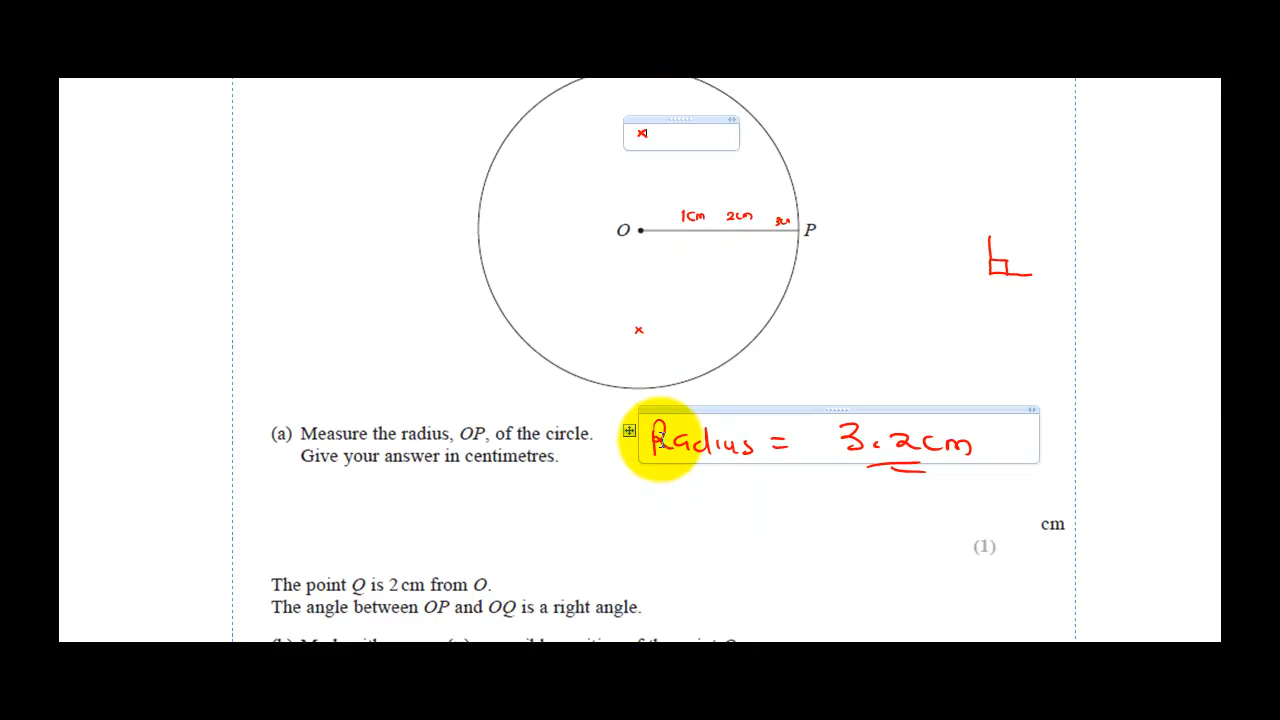 ×
1cm 2cm 3cm
O P
×
(a) Measure the radius, OP, of the circle.
Radius = 3.2cm
Give your answer in centimetres.
cm
(1)
The point Q is 2 cm from O.
The angle between OP and OQ is a right angle.